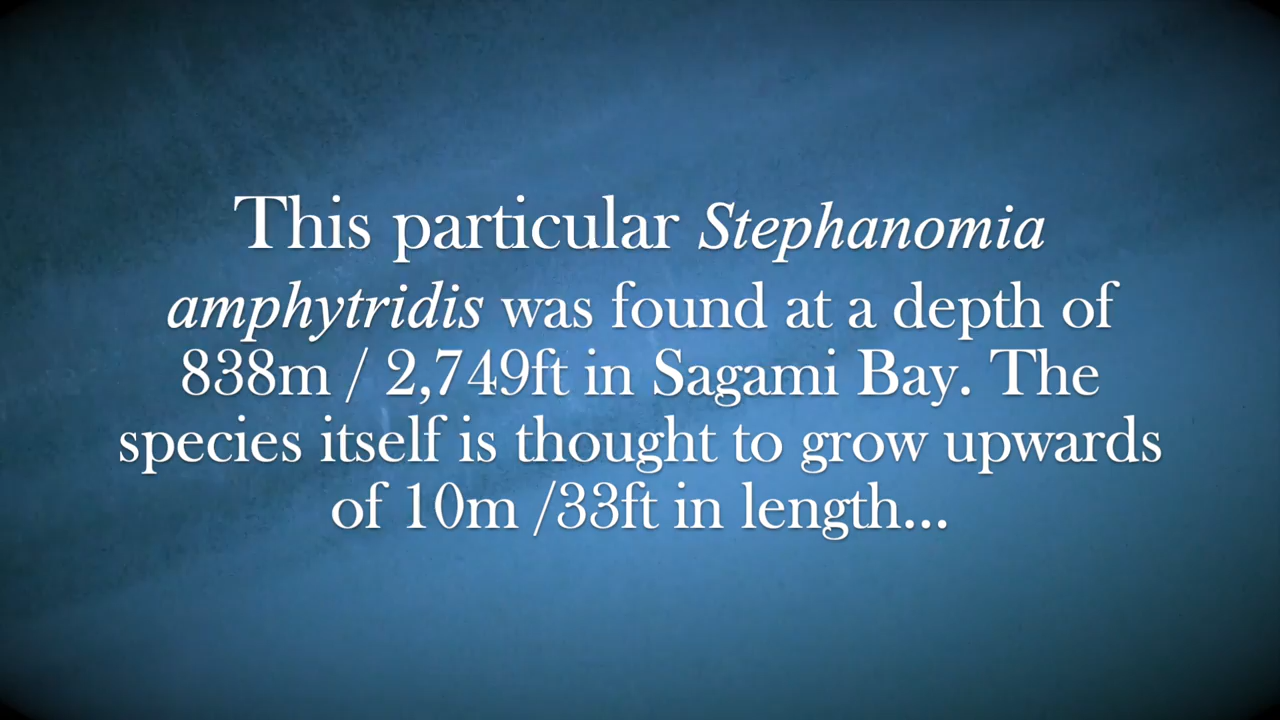 This particular Stephanomia
amphytridis was found at a depth of
838m / 2,749ft in Sagami Bay. The
species itself is thought to grow upwards
of 10m /33ft in length...